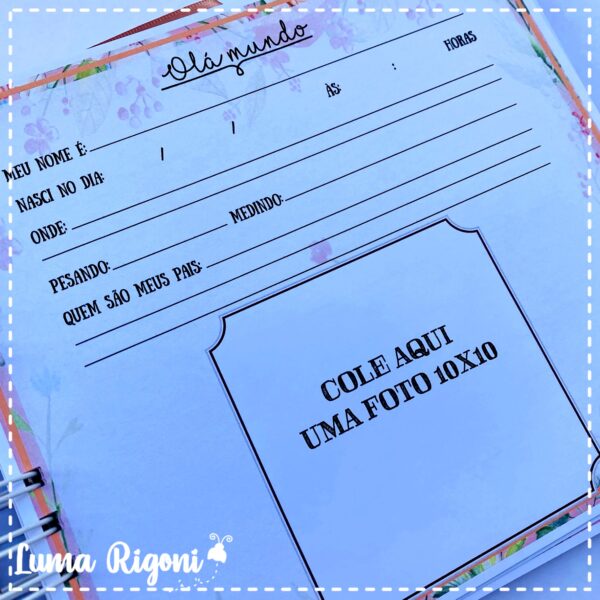 Olá mundo
MEU NOME É:
NASCI NO DIA: / / ÀS: : HORAS
ONDE:
PESANDO: MEDINDO:
QUEM SÃO MEUS PAIS:
COLE AQUI
UMA FOTO 10X10
Luma Rigoni